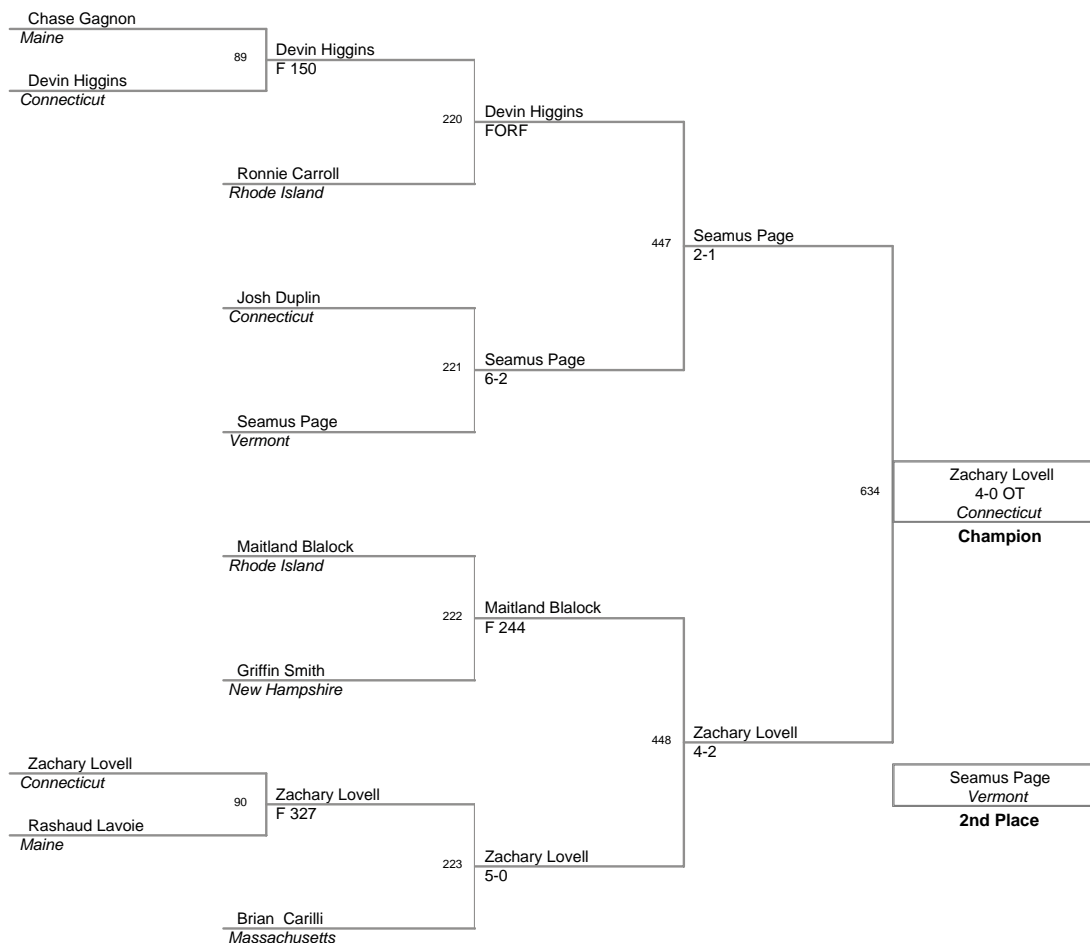 Chase Gagnon
Maine
89
Devin Higgins
F 150
Devin Higgins
Connecticut
220
Devin Higgins
FORF
Ronnie Carroll
Rhode Island
447
Seamus Page
2-1
Josh Duplin
Connecticut
221
Seamus Page
6-2
Seamus Page
Vermont
634
Zachary Lovell
4-0 OT
Connecticut
Champion
Maitland Blalock
Rhode Island
222
Maitland Blalock
F 244
Griffin Smith
New Hampshire
448
Zachary Lovell
4-2
Zachary Lovell
Connecticut
90
Zachary Lovell
F 327
Rashaud Lavoie
Maine
223
Zachary Lovell
5-0
Brian  Carilli
Massachusetts
Seamus Page
Vermont
2nd Place